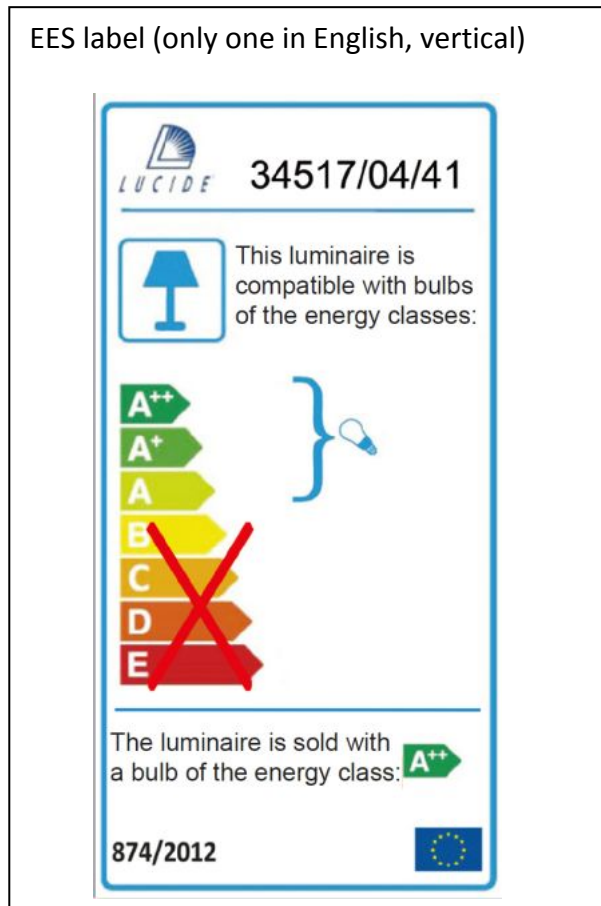 EES label (only one in English, vertical)
LUCIDE
34517/04/41
This luminaire is
compatible with bulbs
of the energy classes:
A++
A+
A
B
C
D
E
The luminaire is sold with
a bulb of the energy class:
A++
874/2012